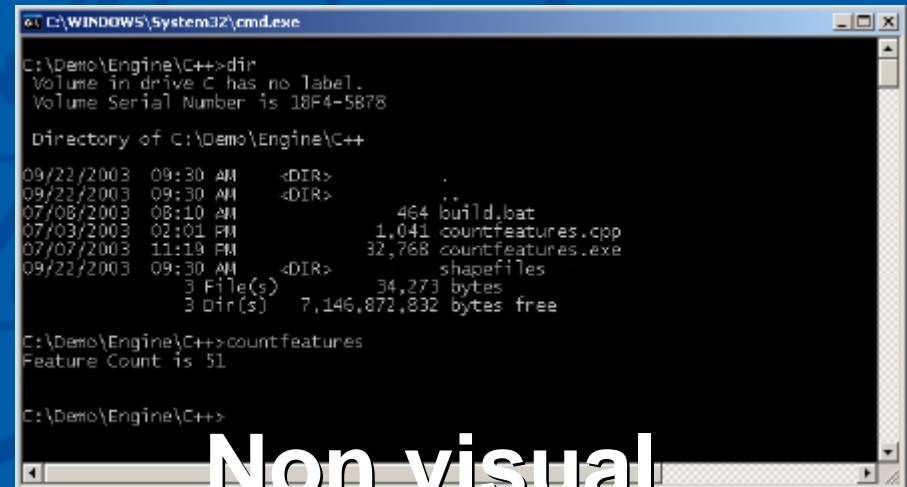 C:\WINDOWS\System32\cmd.exe
C:\Demo\Engine\C++>dir
Volume in drive C has no label.
Volume Serial Number is 18F4-5B78
Directory of C:\Demo\Engine\C++
09/22/2003 09:30 AM <DIR> .
09/22/2003 09:30 AM <DIR> ..
07/08/2003 08:10 AM 464 build.bat
07/03/2003 02:01 PM 1,041 countfeatures.cpp
07/07/2003 11:19 PM 32,768 countfeatures.exe
09/22/2003 09:30 AM <DIR> shapefiles
3 File(s) 34,273 bytes
3 Dir(s) 7,146,872,832 bytes free
C:\Demo\Engine\C++>countfeatures
Feature Count is 51
C:\Demo\Engine\C++>
Non visual